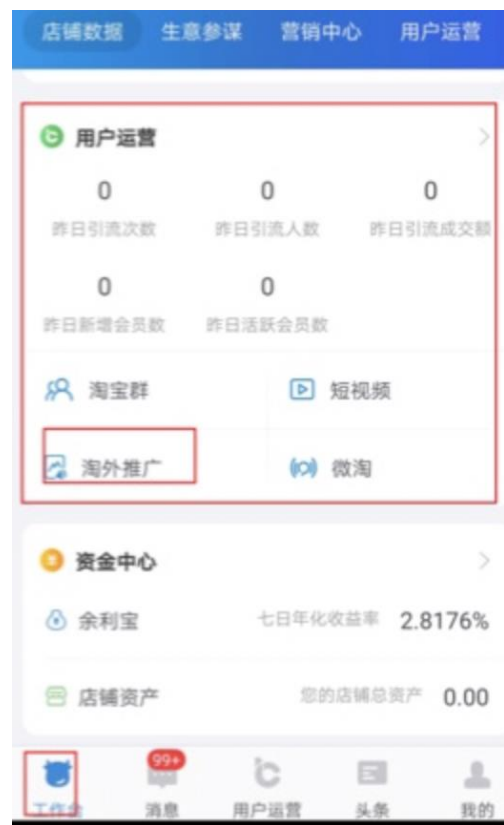 店铺数据 生意参谋 营销中心 用户运营
用户运营
0 0 0
昨日引流次数 昨日引流人数 昨日引流成交额
0 0
昨日新增会员数 昨日活跃会员数
淘宝群 短视频
淘外推广 微淘
资金中心
余利宝 七日年化收益率 2.8176%
店铺资产 您的店铺总资产 0.00
99+
工作台 消息 用户运营 头条 我的